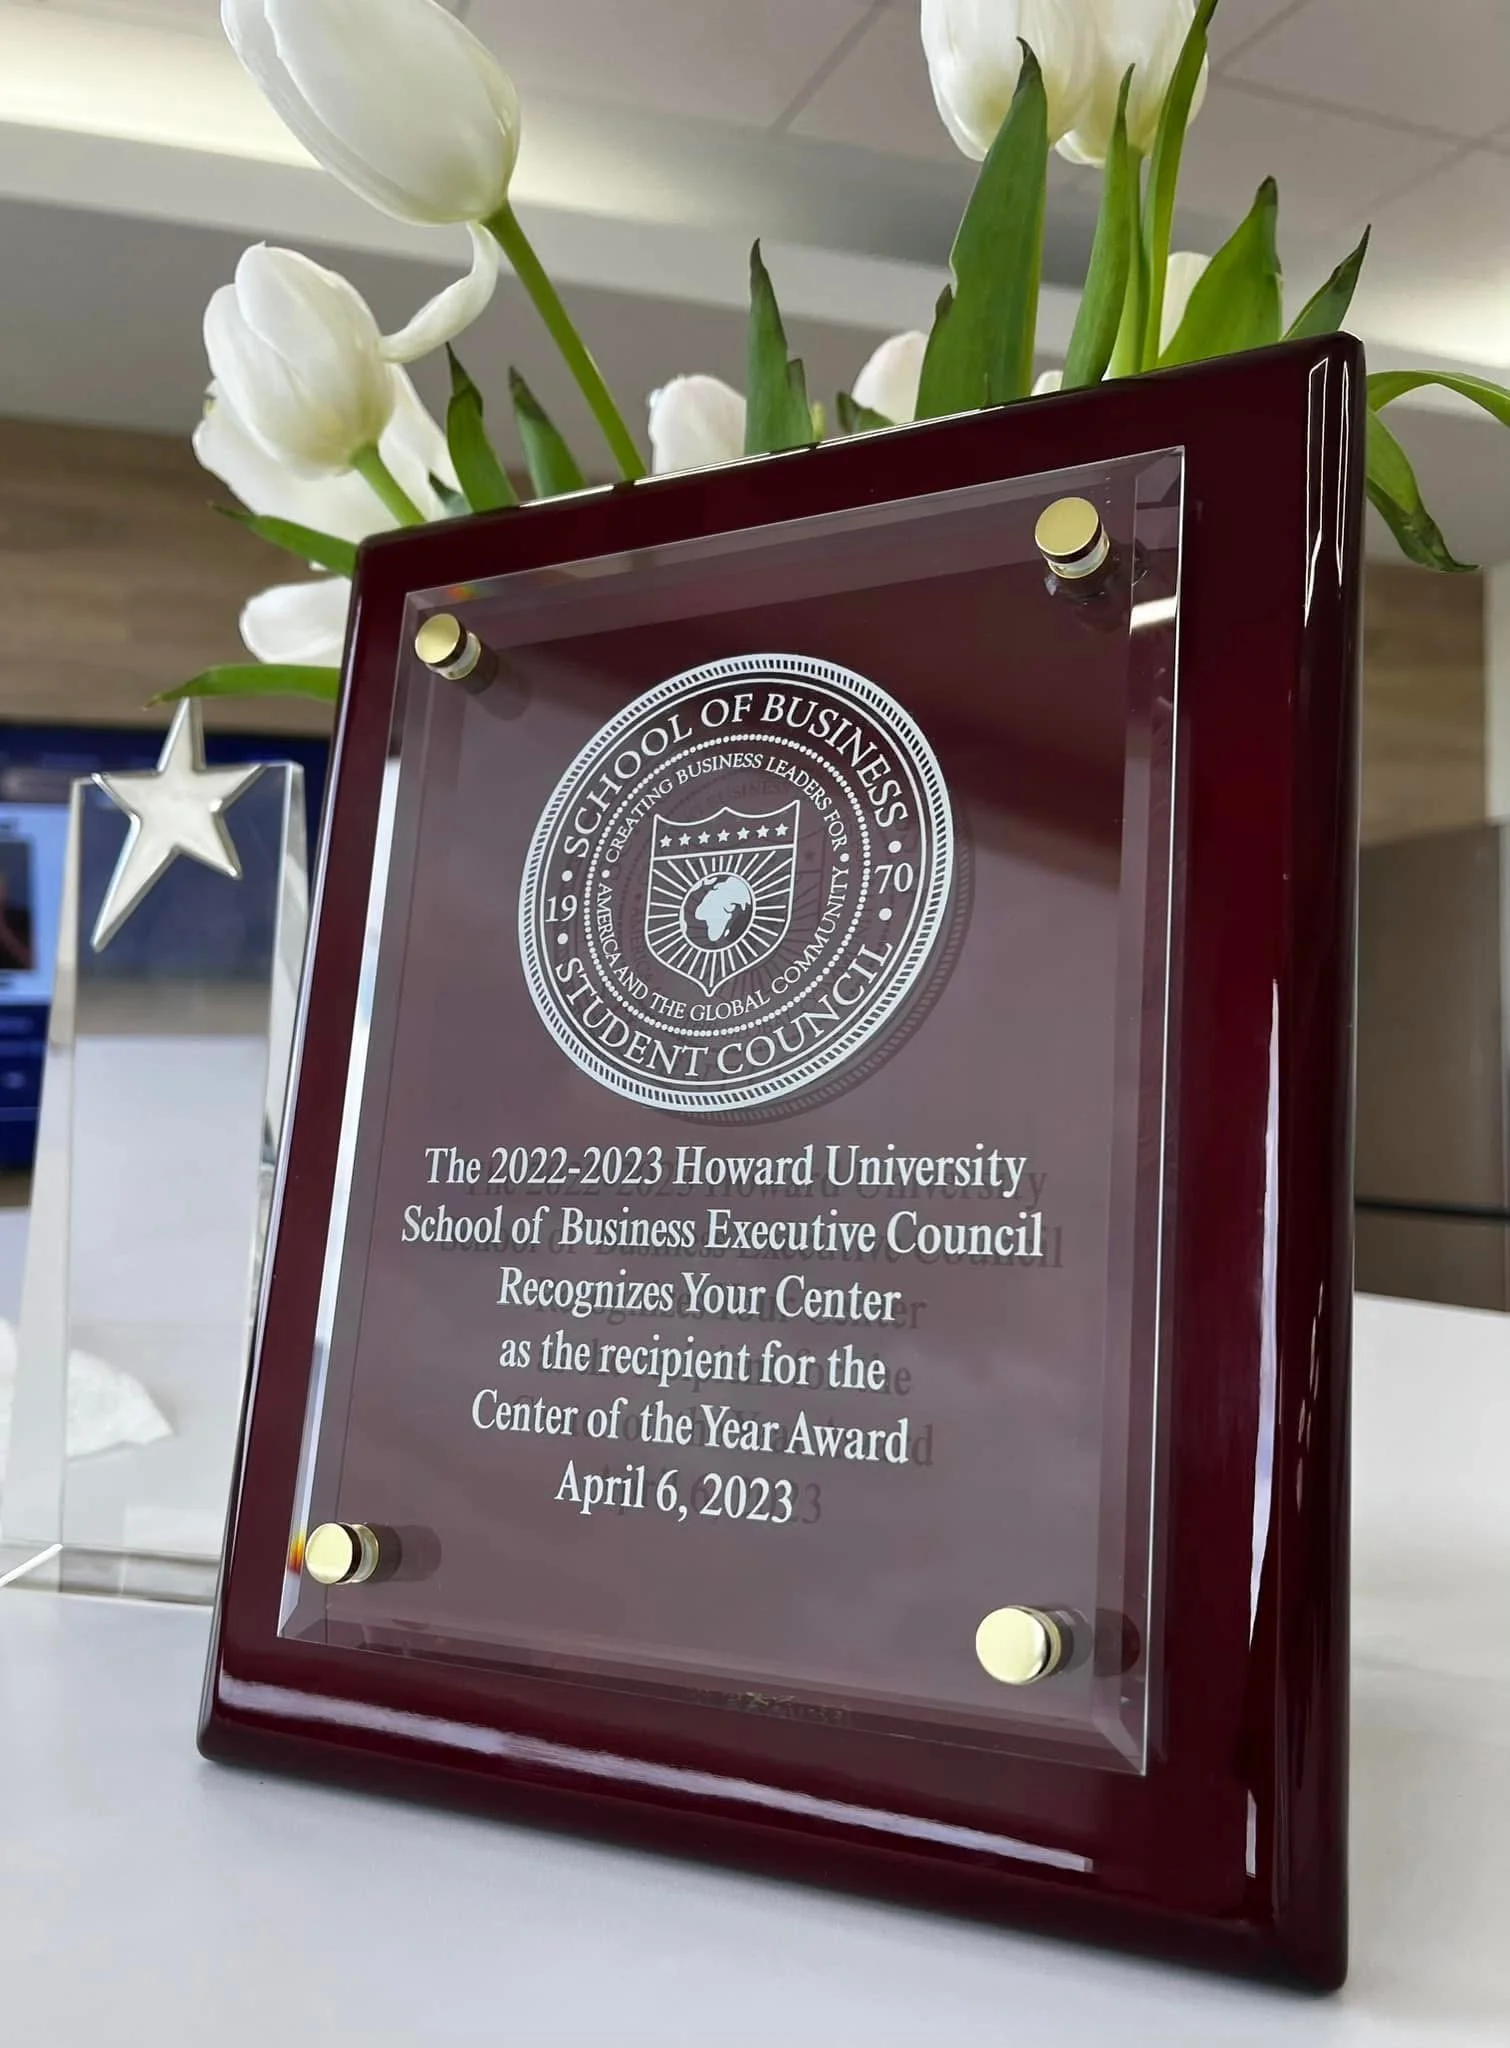 SCHOOL OF BUSINESS
CREATING BUSINESS LEADERS FOR
19
70
AMERICA AND THE GLOBAL COMMUNITY
STUDENT COUNCIL
The 2022-2023 Howard University
School of Business Executive Council
Recognizes Your Center
as the recipient for the
Center of the Year Award
April 6, 2023